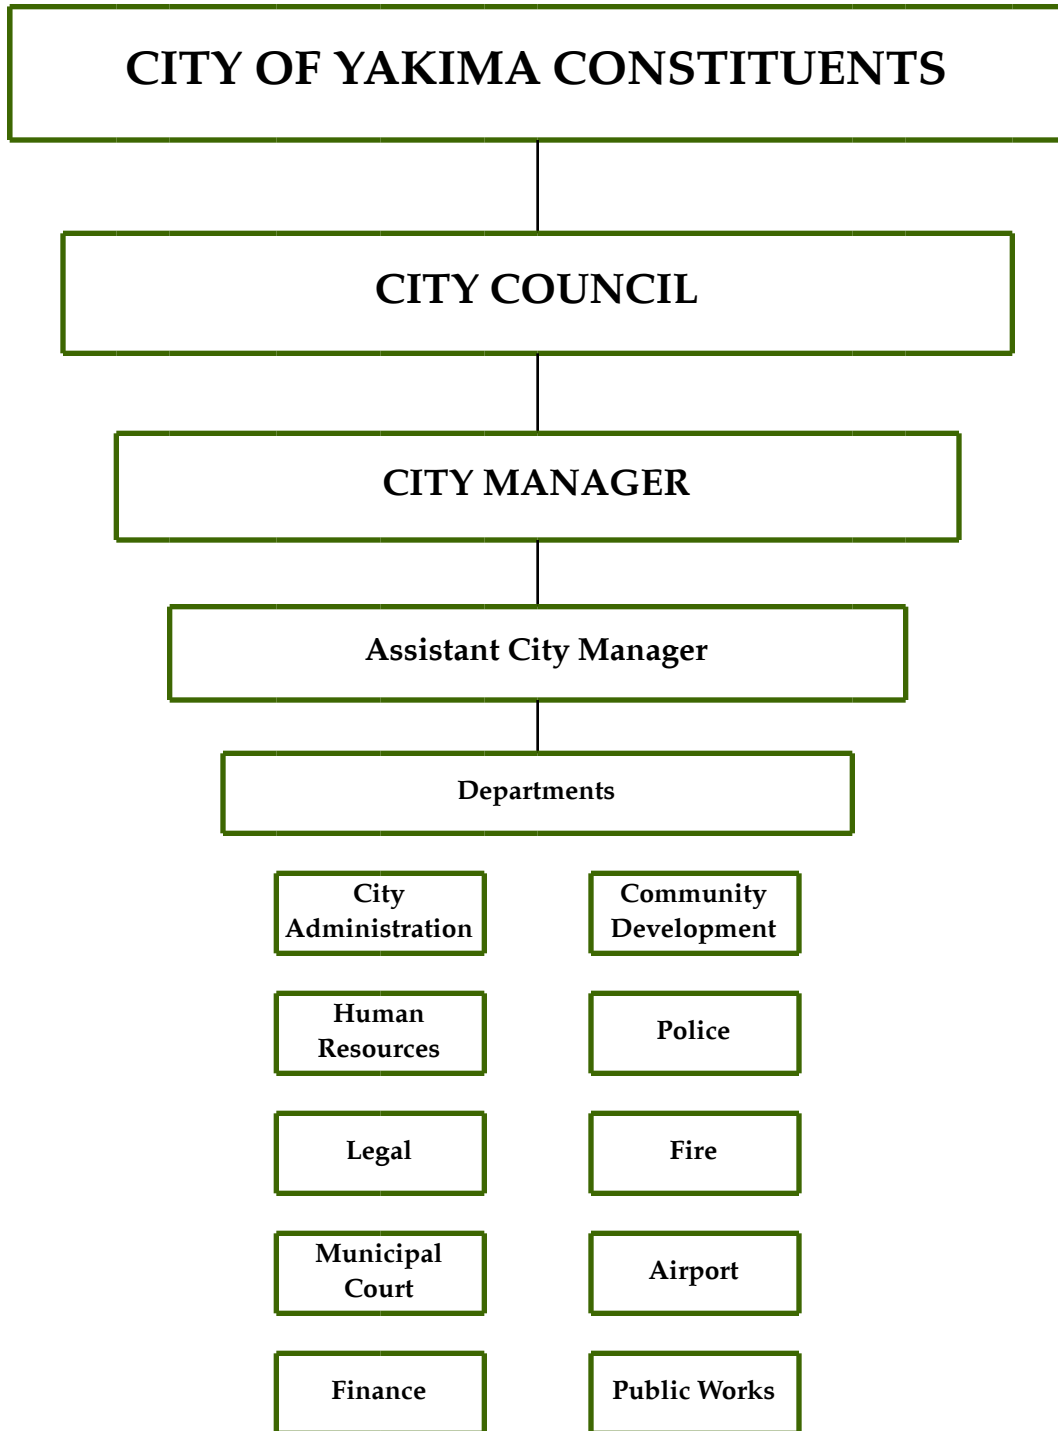 CITY OF YAKIMA CONSTITUENTS
CITY COUNCIL
CITY MANAGER
Assistant City Manager
Departments
City
Administration
Community
Development
Human
Resources
Police
Legal
Fire
Municipal
Court
Airport
Finance
Public Works